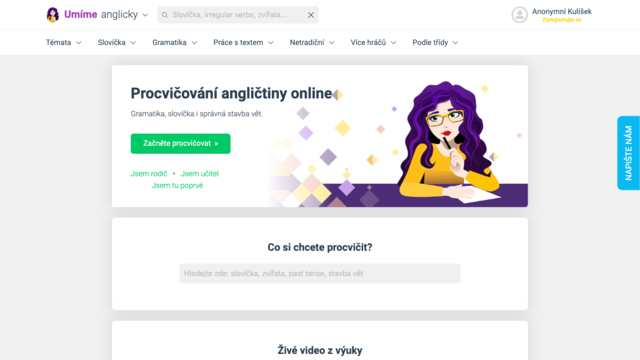 Umíme anglicky
Slovíčka, irregular verbs, zvířata...
Anonymní Kulíšek
Zaregistrujte se
Témata
Slovíčka
Gramatika
Práce s textem
Netradiční
Více hráčů
Podle třídy
Procvičování angličtiny online
Gramatika, slovíčka i správná stavba vět.
Začněte procvičovat »
Jsem rodič • Jsem učitel
Jsem tu poprvé
NAPIŠTE NÁM
Co si chcete procvičit?
Hledejte zde: slovíčka, zvířata, past tense, stavba vět
Živé video z výuky